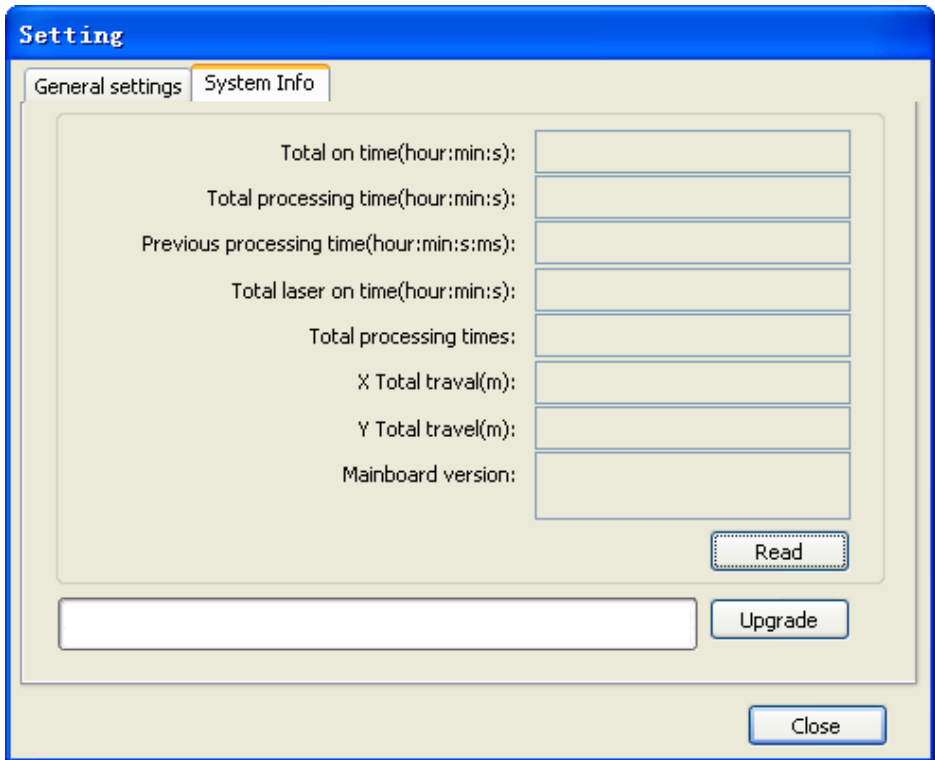 Setting
General settings System Info
Total on time(hour:min:s):
Total processing time(hour:min:s):
Previous processing time(hour:min:s:ms):
Total laser on time(hour:min:s):
Total processing times:
X Total traval(m):
Y Total travel(m):
Mainboard version:
Read
Upgrade
Close